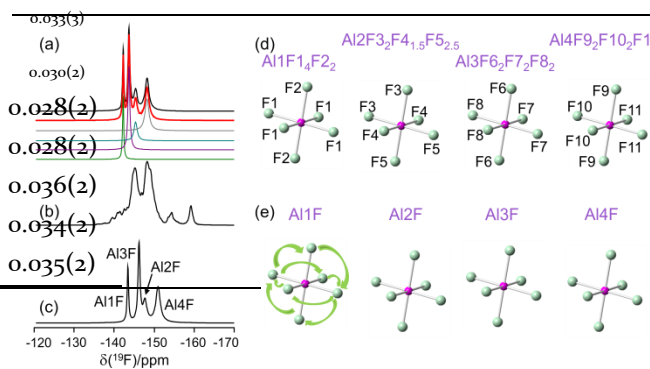 0.033(3)
(a)
0.030(2)
0.028(2)
0.028(2)
0.036(2)
(b)
0.034(2)
0.035(2)
Al3F
Al2F
Al1F
Al4F
(c)
-120 -130 -140 -150 -160 -170
δ(¹⁹F)/ppm
(d)
Al2F3₂F4₁.₅F5₂.₅
Al4F9₂F10₂F1
Al1F1₄F2₂
Al3F6₂F7₂F8₂
F2 F3 F6 F9
F1 F1 F3 F4 F8 F7 F10 F11
F1 F1 F4 F5 F8 F7 F10 F11
F2 F5 F6 F9
(e)
Al1F Al2F Al3F Al4F